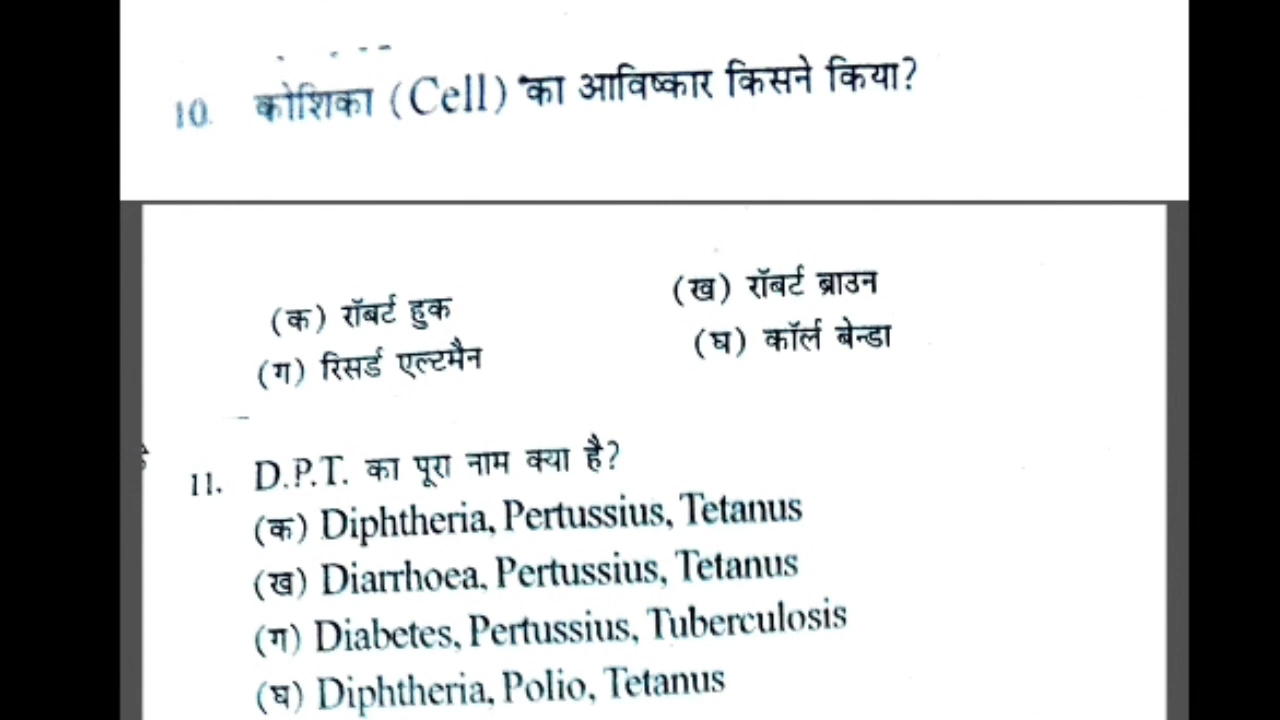 10. कोशिका (Cell) का आविष्कार किसने किया?
(क) रॉबर्ट हुक (ख) रॉबर्ट ब्राउन
(ग) रिसर्ड एल्टमैन (घ) कॉर्ल बेन्डा
11. D.P.T. का पूरा नाम क्या है?
(क) Diphtheria, Pertussius, Tetanus
(ख) Diarrhoea, Pertussius, Tetanus
(ग) Diabetes, Pertussius, Tuberculosis
(घ) Diphtheria, Polio, Tetanus